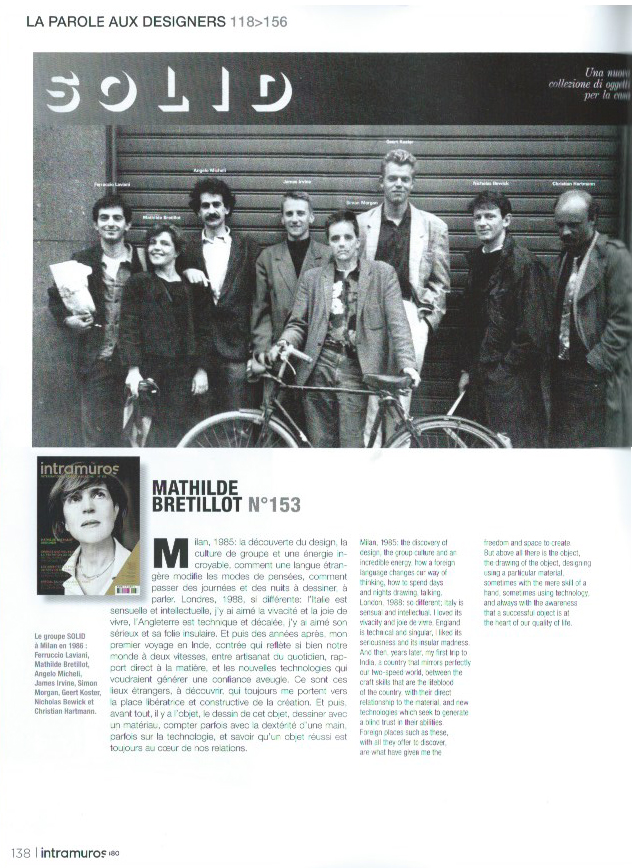 LA PAROLE AUX DESIGNERS 118>156
SOLID
Una nuova
collezione di oggetti
per la casa
Ferruccio Laviani
Mathilde Bretillot
Angelo Micheli
James Irvine
Simon Morgan
Geert Koster
Nicholas Bewick
Christian Hartmann
intramuros
MATHILDE
BRETILLOT N°153
Milan, 1985: la découverte du design, la
culture de groupe et une énergie in-
croyable, comment une langue étran-
gère modifie les modes de pensées, comment
passer des journées et des nuits à dessiner, à
parler. Londres, 1988, si différente: l'Italie est
sensuelle et intellectuelle, j'y ai aimé la vivacité et la joie de
vivre, l'Angleterre est technique et décalée, j'y ai aimé son
sérieux et sa folie insulaire. Et puis des années après, mon
premier voyage en Inde, contrée qui reflète si bien notre
monde à deux vitesses, entre artisanat du quotidien, rap-
port direct à la matière, et les nouvelles technologies qui
voudraient générer une confiance aveugle. Ce sont ces
lieux étrangers, à découvrir, qui toujours me portent vers
la place libératrice et constructive de la création. Et puis,
avant tout, il y a l'objet, le dessin de cet objet, dessiner avec
un matériau, compter parfois avec la dextérité d'une main,
parfois sur la technologie, et savoir qu'un objet réussi est
toujours au cœur de nos relations.
Le groupe SOLID
à Milan en 1986 :
Ferruccio Laviani,
Mathilde Bretillot,
Angelo Micheli,
James Irvine, Simon
Morgan, Geert Koster,
Nicholas Bewick et
Christian Hartmann.
Milan, 1985: the discovery of
design, the group culture and an
incredible energy, how a foreign
language changes our way of
thinking, how to spend days
and nights drawing, talking.
London, 1988: so different; Italy is
sensual and intellectual, I loved its
vivacity and joie de vivre. England
is technical and singular, I liked its
seriousness and its insular madness.
And then, years later, my first trip to
India, a country that mirrors perfectly
our two-speed world, between the
craft skills that are the lifeblood
of the country, with their direct
relationship to the material, and new
technologies which seek to generate
a blind trust in their abilities.
Foreign places such as these,
with all they offer to discover,
are what have given me the
freedom and space to create.
But above all there is the object,
the drawing of the object, designing
using a particular material,
sometimes with the mere skill of a
hand, sometimes using technology,
and always with the awareness
that a successful object is at
the heart of our quality of life.
138 | intramuros 180